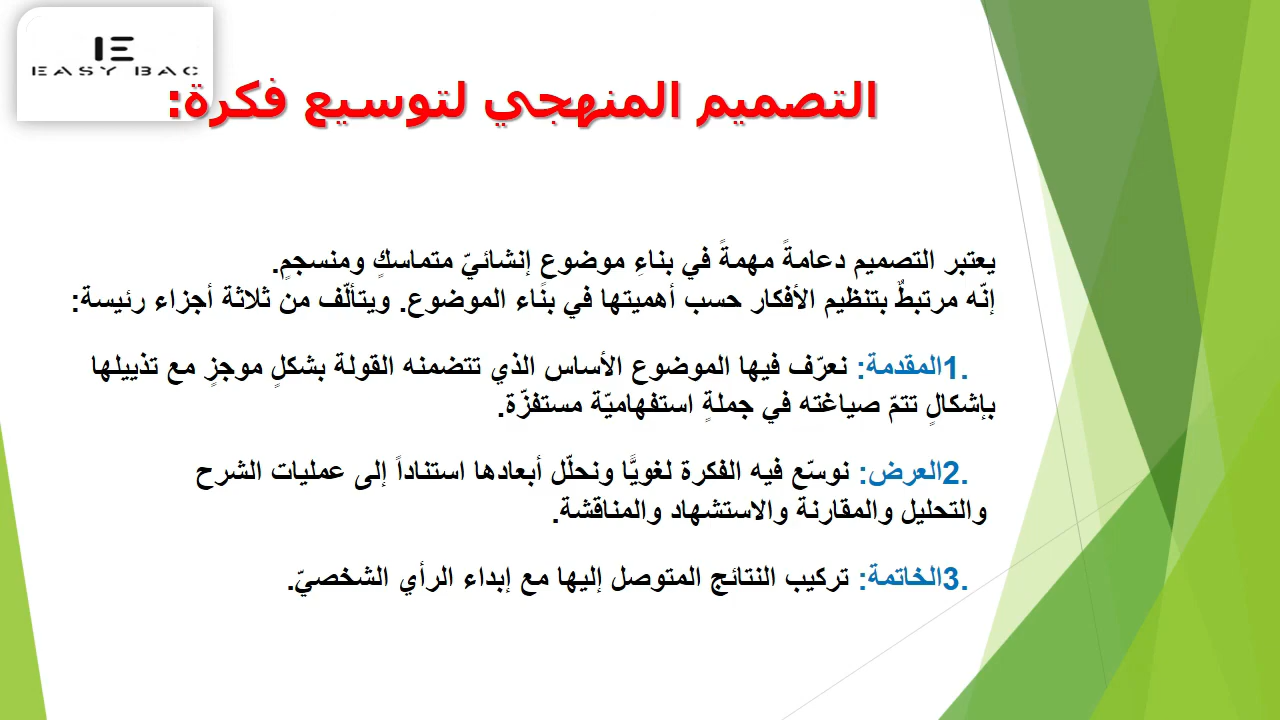 IE
EASY BAC
التصميم المنهجي لتوسيع فكرة:
يعتبر التصميم دعامةً مهمةً في بناءِ موضوعٍ إنشائيّ متماسكٍ ومنسجمٍ.
إنّه مرتبطٌ بتنظيم الأفكار حسب أهميتها في بناء الموضوع. ويتألّف من ثلاثة أجزاء رئيسة:
1.المقدمة: نعرّف فيها الموضوع الأساس الذي تتضمنه القولة بشكلٍ موجزٍ مع تذييلها
بإشكالٍ تتمّ صياغته في جملةٍ استفهاميّة مستفزّة.
2.العرض: نوسّع فيه الفكرة لغويًّا ونحلّل أبعادها استناداً إلى عمليات الشرح
والتحليل والمقارنة والاستشهاد والمناقشة.
3.الخاتمة: تركيب النتائج المتوصل إليها مع إبداء الرأي الشخصيّ.